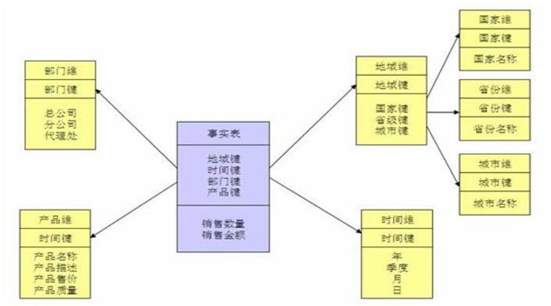 部门维
部门键
总公司
分公司
代理处
产品维
时间键
产品名称
产品描述
产品售价
产品质量
事实表
地域键
时间键
部门键
产品键
销售数量
销售金额
地域维
地域键
国家键
省级键
城市键
时间维
时间键
年
季度
月
日
国家维
国家键
国家名称
省份维
省份键
省份名称
城市维
城市键
城市名称